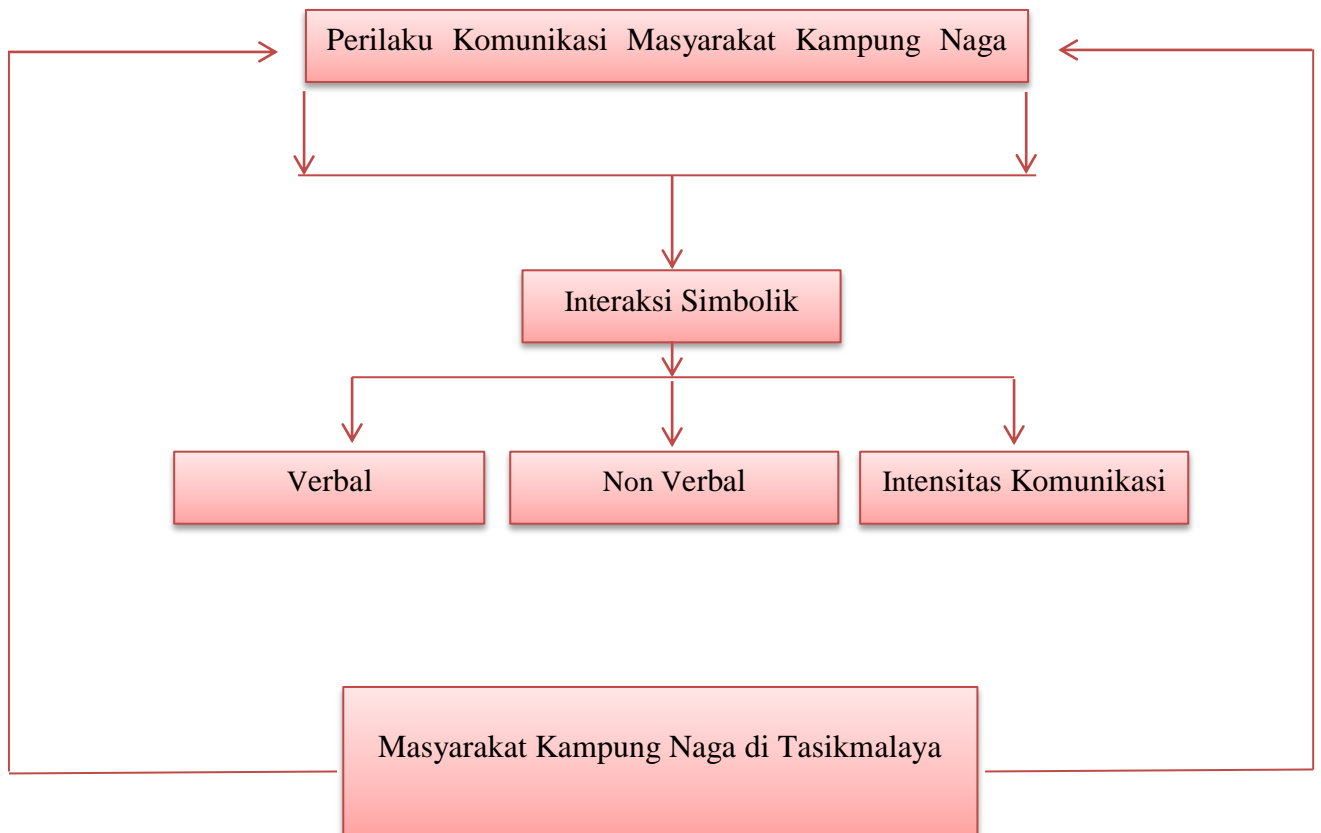 Perilaku Komunikasi Masyarakat Kampung Naga
Interaksi Simbolik
Verbal
Non Verbal
Intensitas Komunikasi
Masyarakat Kampung Naga di Tasikmalaya